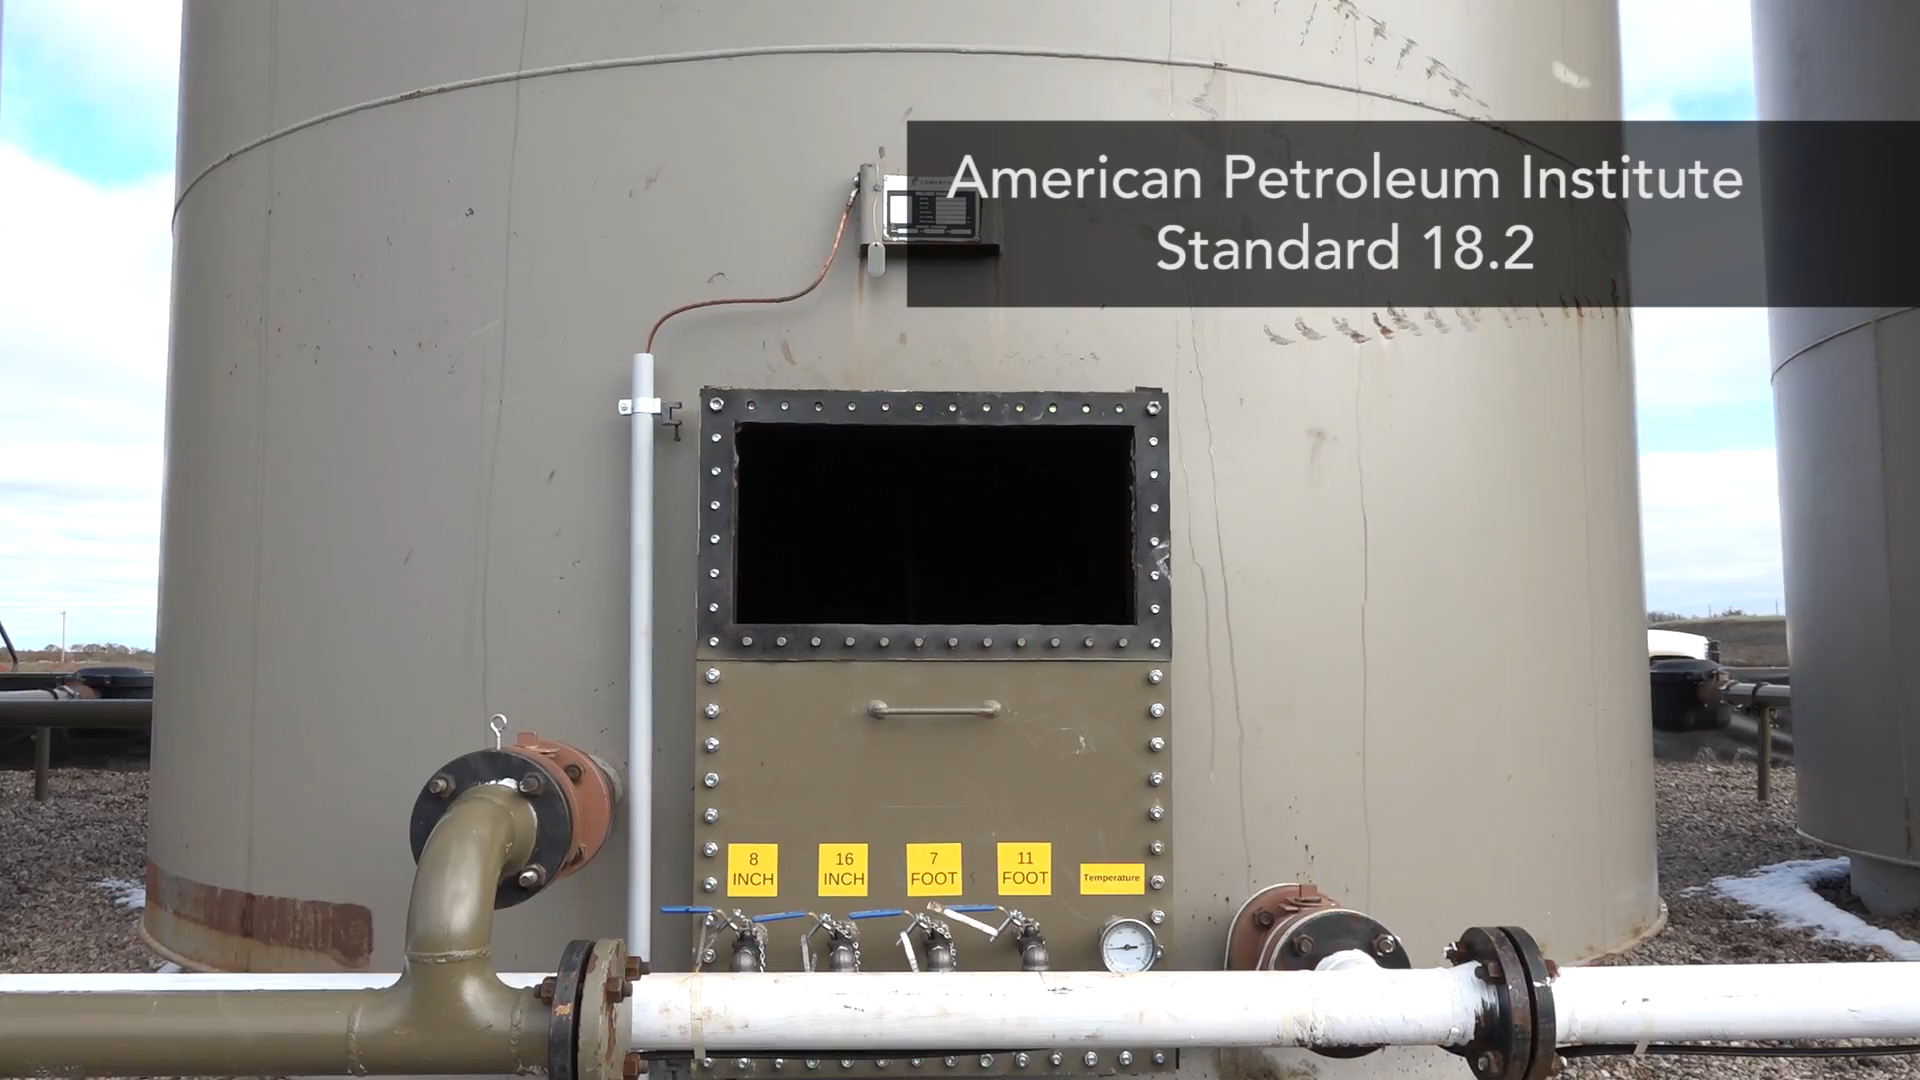 American Petroleum Institute
Standard 18.2
8
INCH
16
INCH
7
FOOT
11
FOOT
Temperature